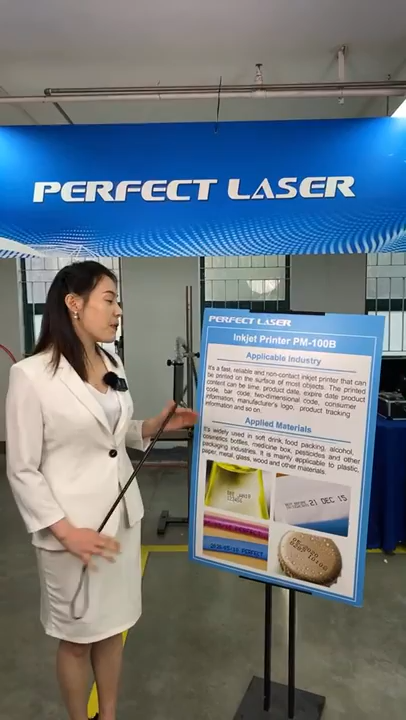 PERFECT LASER
PERFECT LASER
Inkjet Printer PM-100B
Applicable Industry
It's a fast, reliable and non-contact inkjet printer that can
be printed on the surface of most objects. The printed
content can be time, product date, expire date product
code, bar code, two-dimensional code, consumer
information, manufacturer's logo, product tracking
information and so on.
Applied Materials
It's widely used in soft drink, food packing, alcohol,
cosmetics, bottles, medicine box, pesticides and other
packaging industries. It is mainly applicable to plastic,
paper, metal, glass, wood and other materials.
21 DEC 15
PERFECT